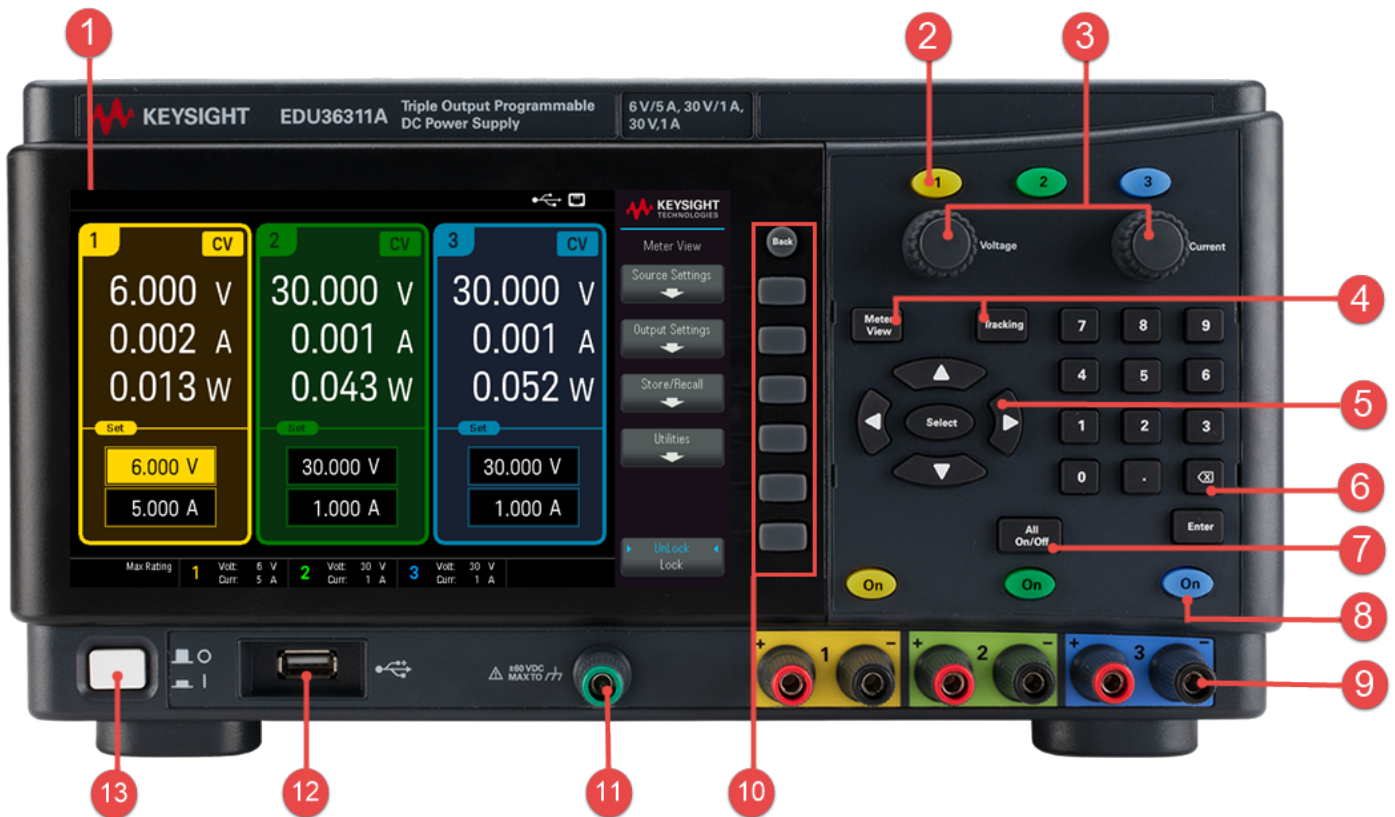 1
2
3
KEYSIGHT EDU36311A Triple Output Programmable
DC Power Supply
6 V/5 A, 30 V/1 A,
30 V,1 A
1 2 3
Voltage
Current
KEYSIGHT
TECHNOLOGIES
Meter View
Source Settings
Output Settings
Store/Recall
Utilities
UnLock
Lock
Back
1 CV
6.000 V
0.002 A
0.013 W
Set
6.000 V
5.000 A
2 CV
30.000 V
0.001 A
0.043 W
Set
30.000 V
1.000 A
3 CV
30.000 V
0.001 A
0.052 W
Set
30.000 V
1.000 A
Max Rating 1 Volt: 6 V 2 Volt: 30 V 3 Volt: 30 V
Curr: 5 A Curr: 1 A Curr: 1 A
Meter
View
Tracking
7 8 9
4 5 6
Select
1 2 3
0 .
Enter
All
On/Off
On On On
4
5
6
7
8
9
±60 VDC
MAX TO
+ 1 −
+ 2 −
+ 3 −
13
12
11
10